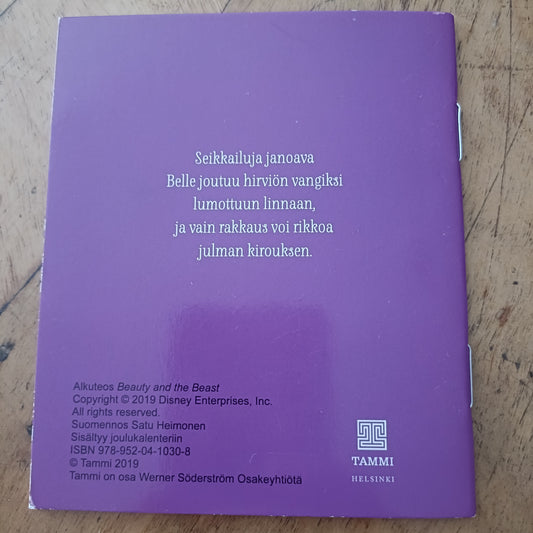 Seikkailuja janoava
Belle joutuu hirviön vangiksi
lumottuun linnaan,
ja vain rakkaus voi rikkoa
julman kirouksen.
Alkuteos Beauty and the Beast
Copyright © 2019 Disney Enterprises, Inc.
All rights reserved.
Suomennos Satu Heimonen
Sisältyy joulukalenteriin
ISBN 978-952-04-1030-8
© Tammi 2019
Tammi on osa Werner Söderström Osakeyhtiötä
TAMMI
HELSINKI